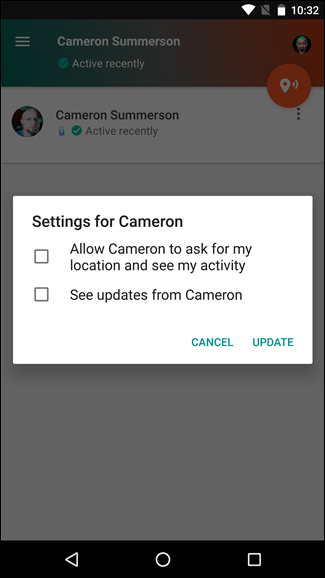 10:32
Cameron Summerson
Active recently
Cameron Summerson
Active recently
Settings for Cameron
Allow Cameron to ask for my
location and see my activity
See updates from Cameron
CANCEL UPDATE